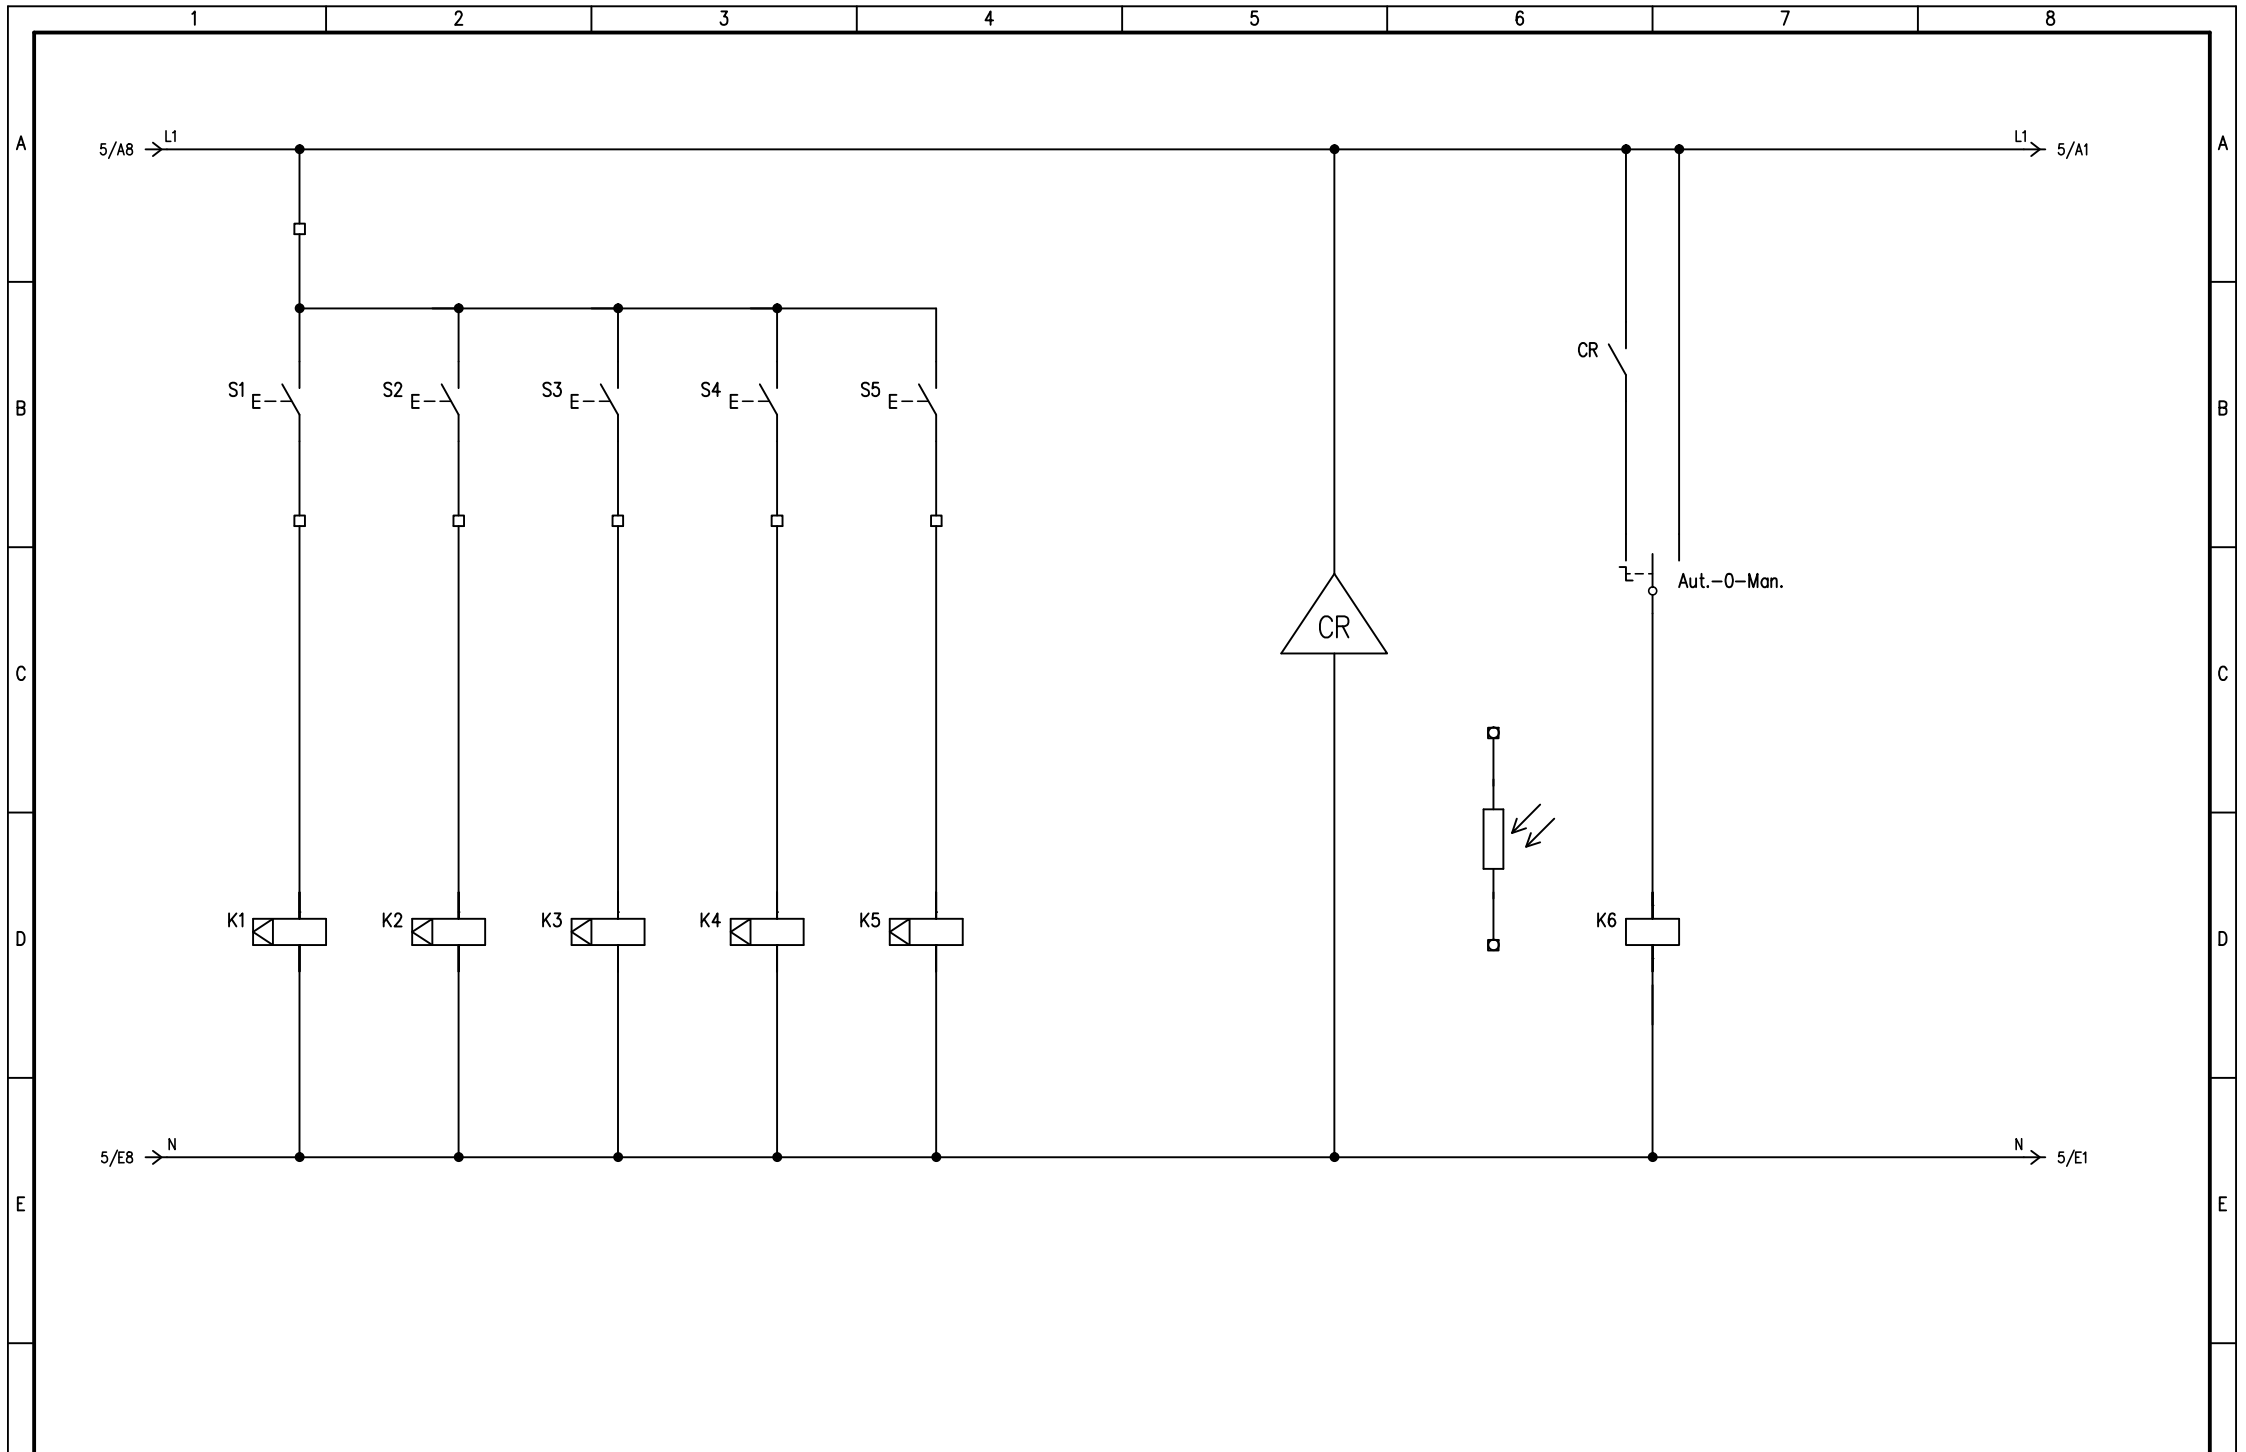 1 2 3 4 5 6 7 8
A A
L1 L1
5/A8 5/A1
CR
S1 S2 S3 S4 S5
B B
Aut.-0-Man.
CR
C C
K1 K2 K3 K4 K5 K6
D D
N N
5/E8 5/E1
E E